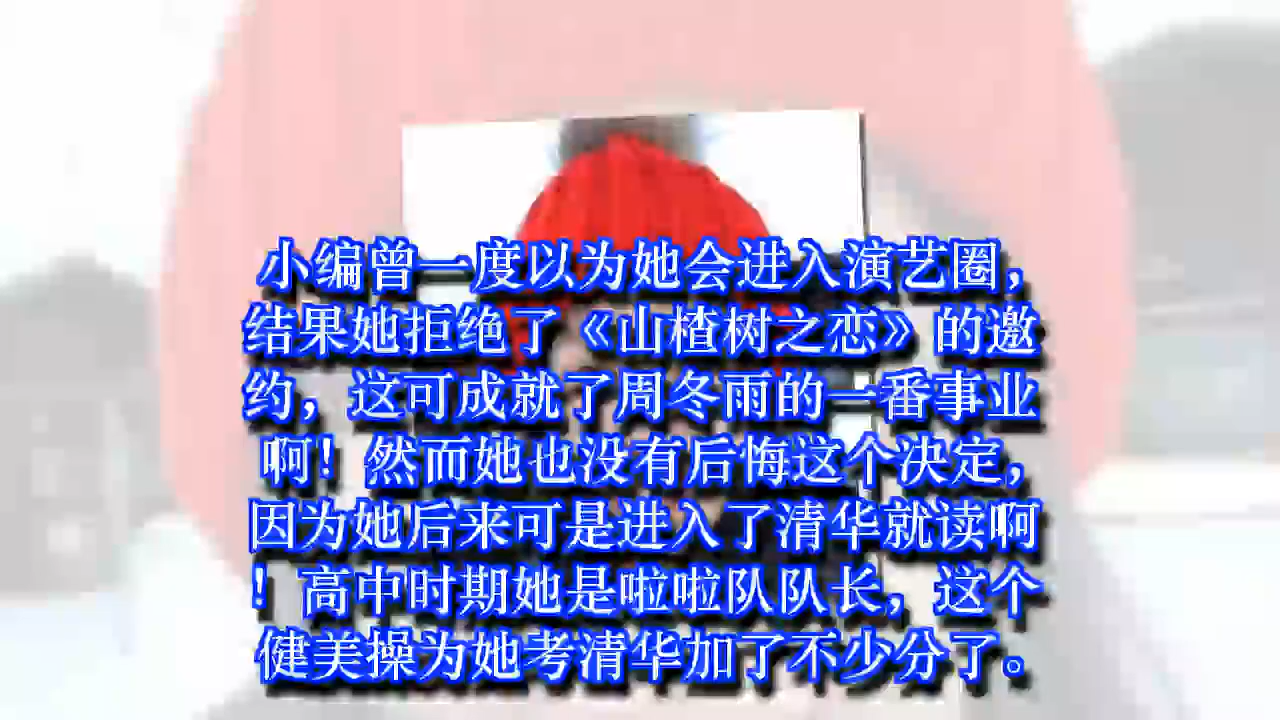 小编曾一度以为她会进入演艺圈，
结果她拒绝了《山楂树之恋》的邀
约，这可成就了周冬雨的一番事业
啊！然而她也没有后悔这个决定，
因为她后来可是进入了清华就读啊
！高中时期她是啦啦队队长，这个
健美操为她考清华加了不少分了。